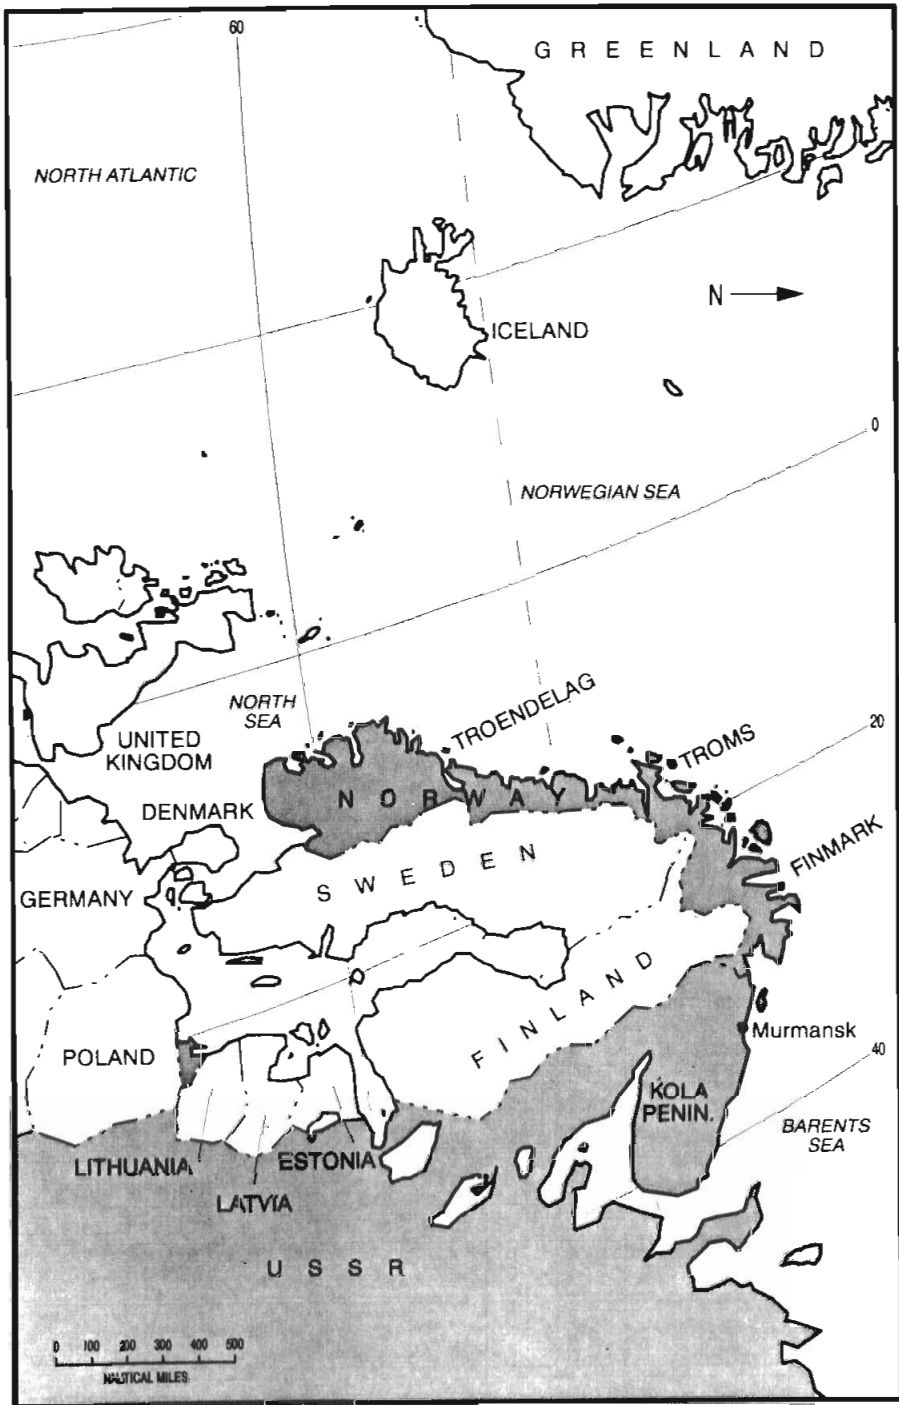 60
GREENLAND
NORTH ATLANTIC
N
ICELAND
0
NORWEGIAN SEA
NORTH
SEA
TROENDELAG
20
UNITED
KINGDOM
TROMS
NORWAY
DENMARK
FINMARK
SWEDEN
GERMANY
FINLAND
Murmansk
POLAND
40
KOLA
PENIN.
BARENTS
SEA
LITHUANIA
ESTONIA
LATVIA
USSR
0 100 200 300 400 500
NAUTICAL MILES